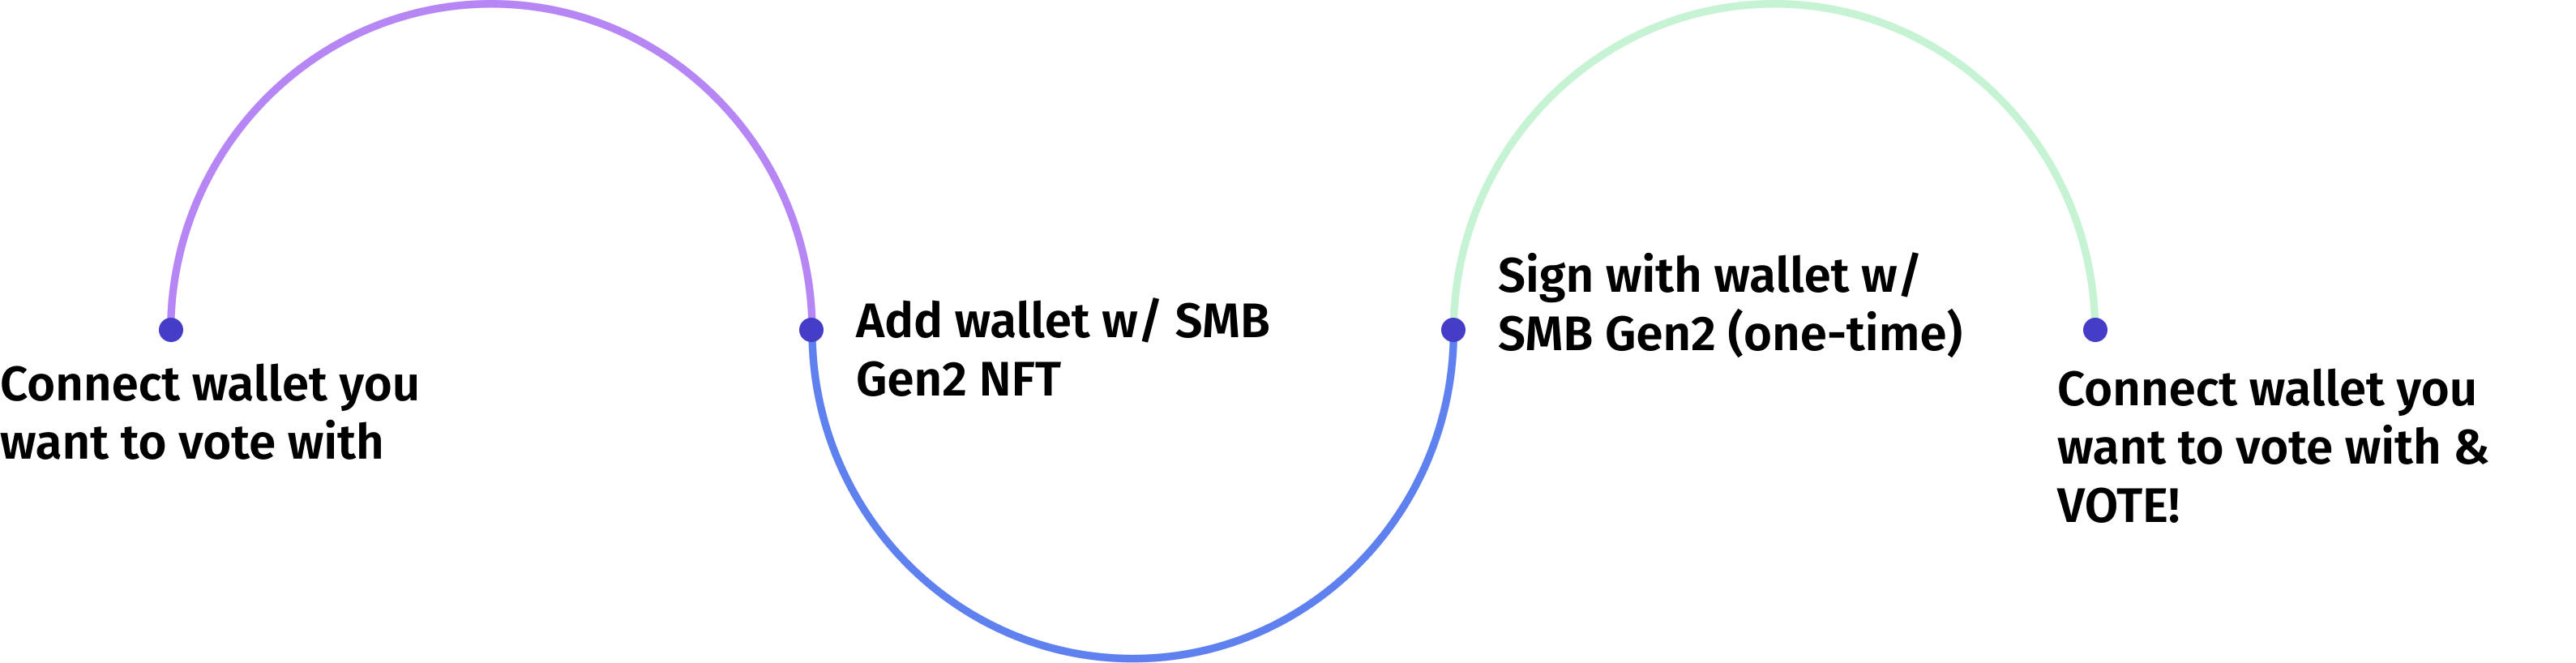 Connect wallet you
want to vote with
Add wallet w/ SMB
Gen2 NFT
Sign with wallet w/
SMB Gen2 (one-time)
Connect wallet you
want to vote with &
VOTE!